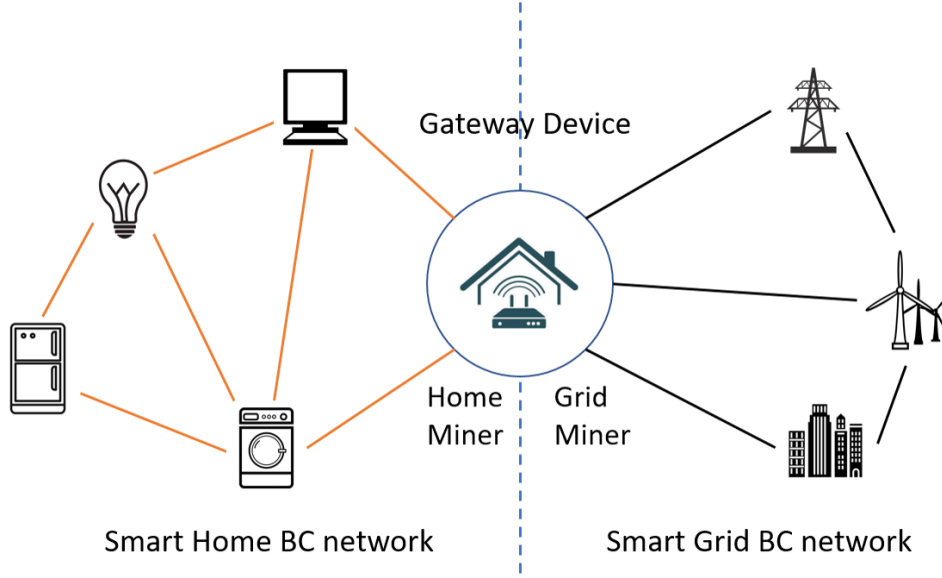 Gateway Device
Home
Miner
Grid
Miner
Smart Home BC network
Smart Grid BC network